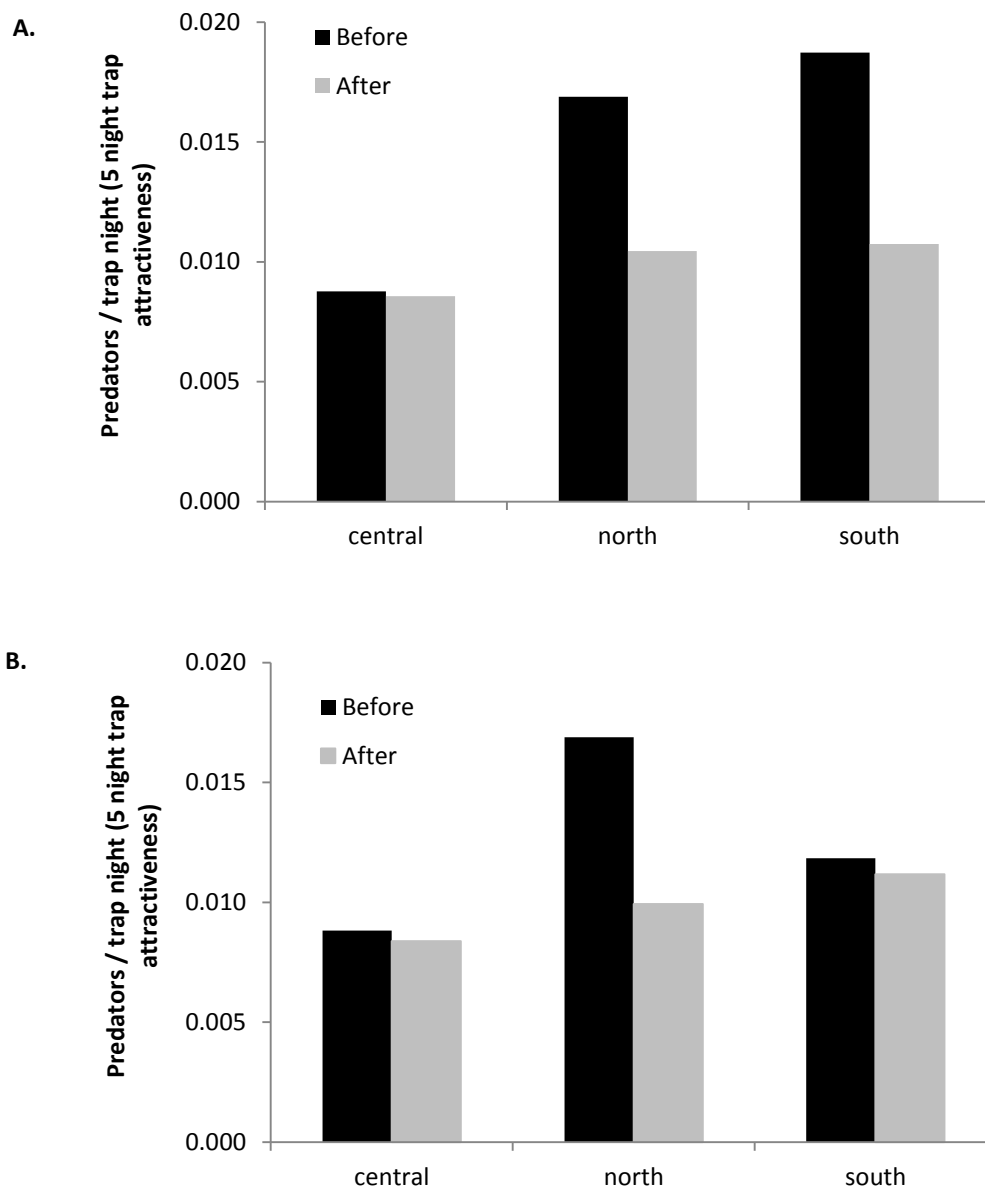 A.
Predators / trap night (5 night trap
attractiveness)
0.020
0.015
0.010
0.005
0.000
Before
After
central north south
B.
Predators / trap night (5 night trap
attractiveness)
0.020
0.015
0.010
0.005
0.000
Before
After
central north south